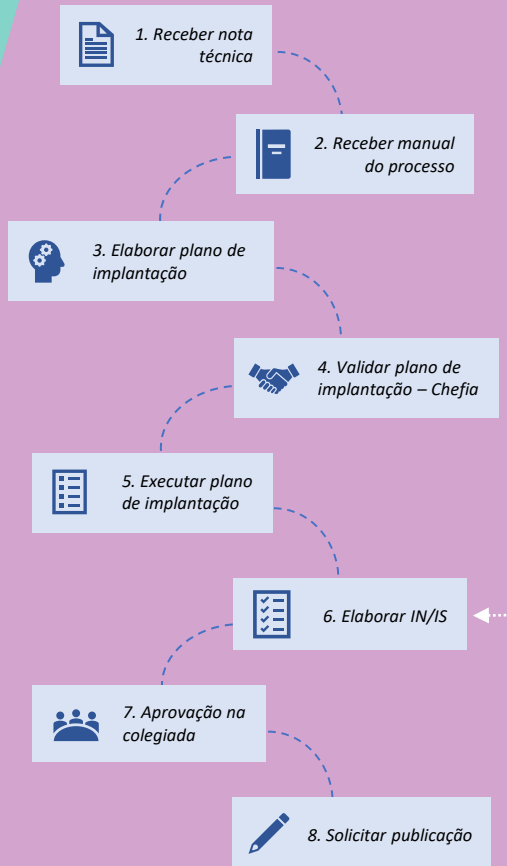 1. Receber nota
técnica
2. Receber manual
do processo
3. Elaborar plano de
implantação
4. Validar plano de
implantação – Chefia
5. Executar plano
de implantação
6. Elaborar IN/IS
7. Aprovação na
colegiada
8. Solicitar publicação